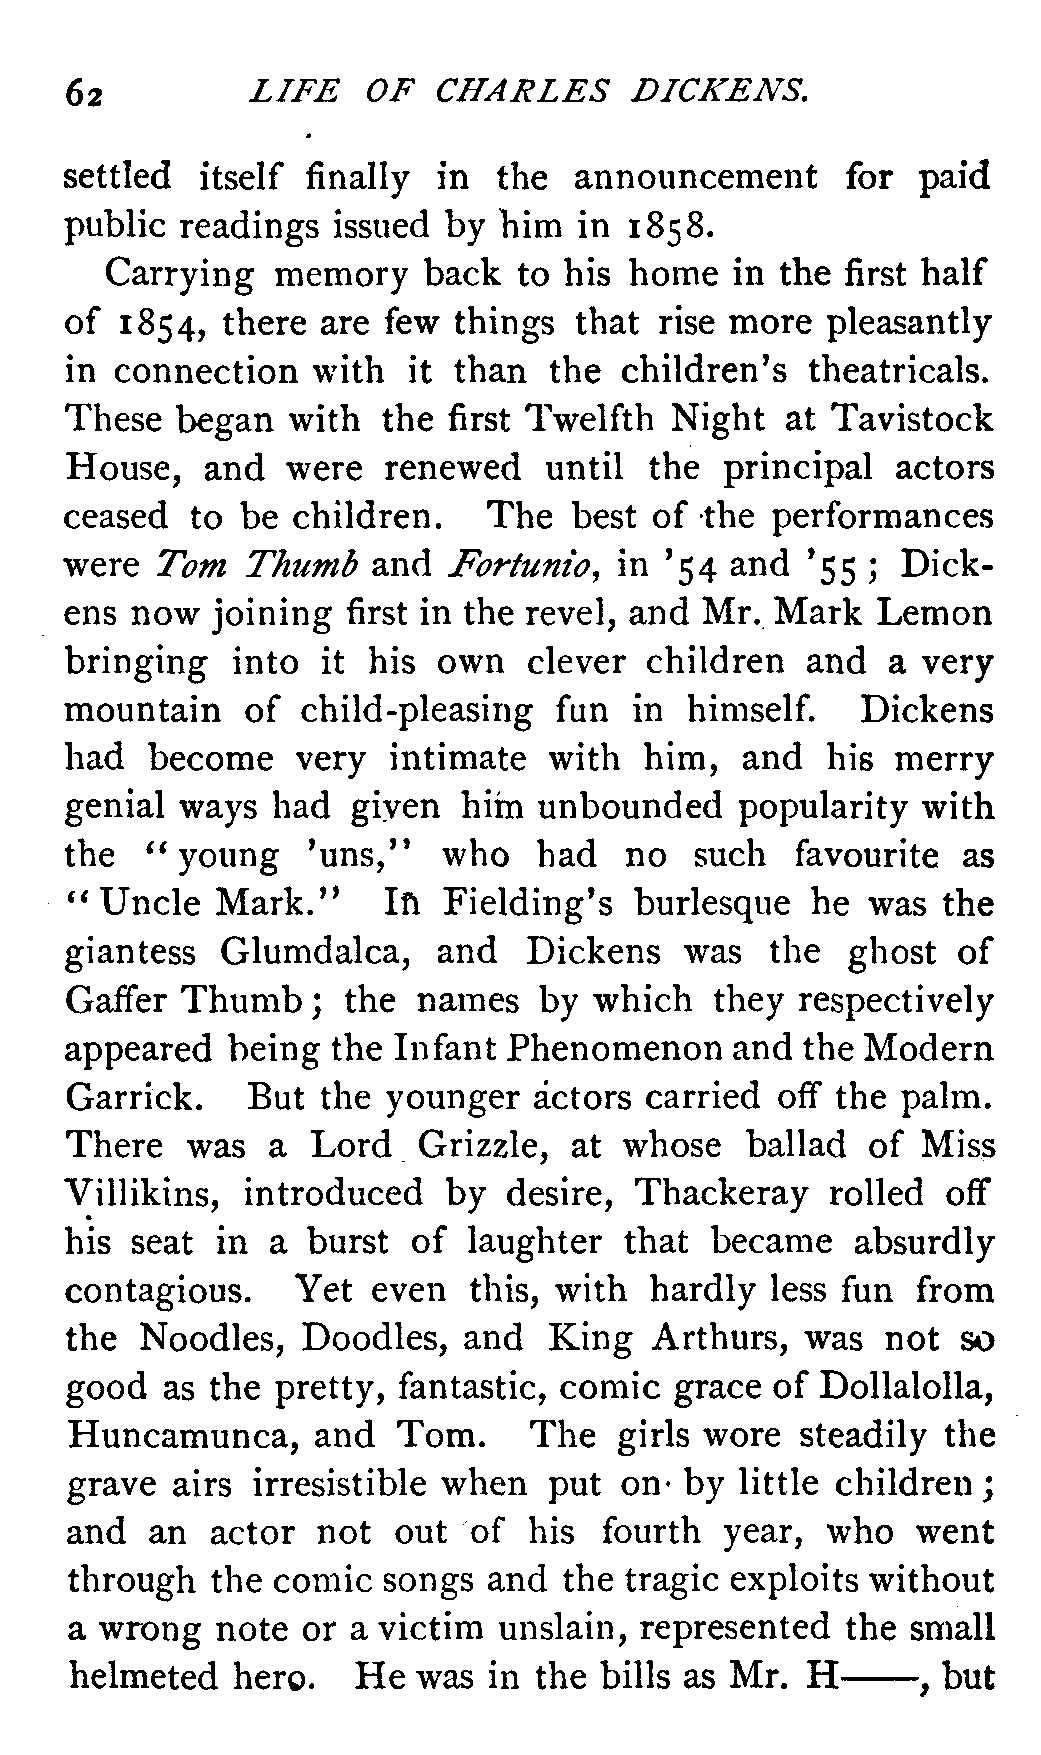 62 LIFE OF CHARLES DICKENS.
settled itself finally in the announcement for paid
public readings issued by him in 1858.
Carrying memory back to his home in the first half
of 1854, there are few things that rise more pleasantly
in connection with it than the children's theatricals.
These began with the first Twelfth Night at Tavistock
House, and were renewed until the principal actors
ceased to be children. The best of the performances
were Tom Thumb and Fortunio, in '54 and '55 ; Dick-
ens now joining first in the revel, and Mr. Mark Lemon
bringing into it his own clever children and a very
mountain of child-pleasing fun in himself. Dickens
had become very intimate with him, and his merry
genial ways had given him unbounded popularity with
the “ young 'uns,” who had no such favourite as
“ Uncle Mark.” In Fielding's burlesque he was the
giantess Glumdalca, and Dickens was the ghost of
Gaffer Thumb ; the names by which they respectively
appeared being the Infant Phenomenon and the Modern
Garrick. But the younger actors carried off the palm.
There was a Lord Grizzle, at whose ballad of Miss
Villikins, introduced by desire, Thackeray rolled off
his seat in a burst of laughter that became absurdly
contagious. Yet even this, with hardly less fun from
the Noodles, Doodles, and King Arthurs, was not so
good as the pretty, fantastic, comic grace of Dollalolla,
Huncamunca, and Tom. The girls wore steadily the
grave airs irresistible when put on by little children ;
and an actor not out of his fourth year, who went
through the comic songs and the tragic exploits without
a wrong note or a victim unslain, represented the small
helmeted hero. He was in the bills as Mr. H——, but